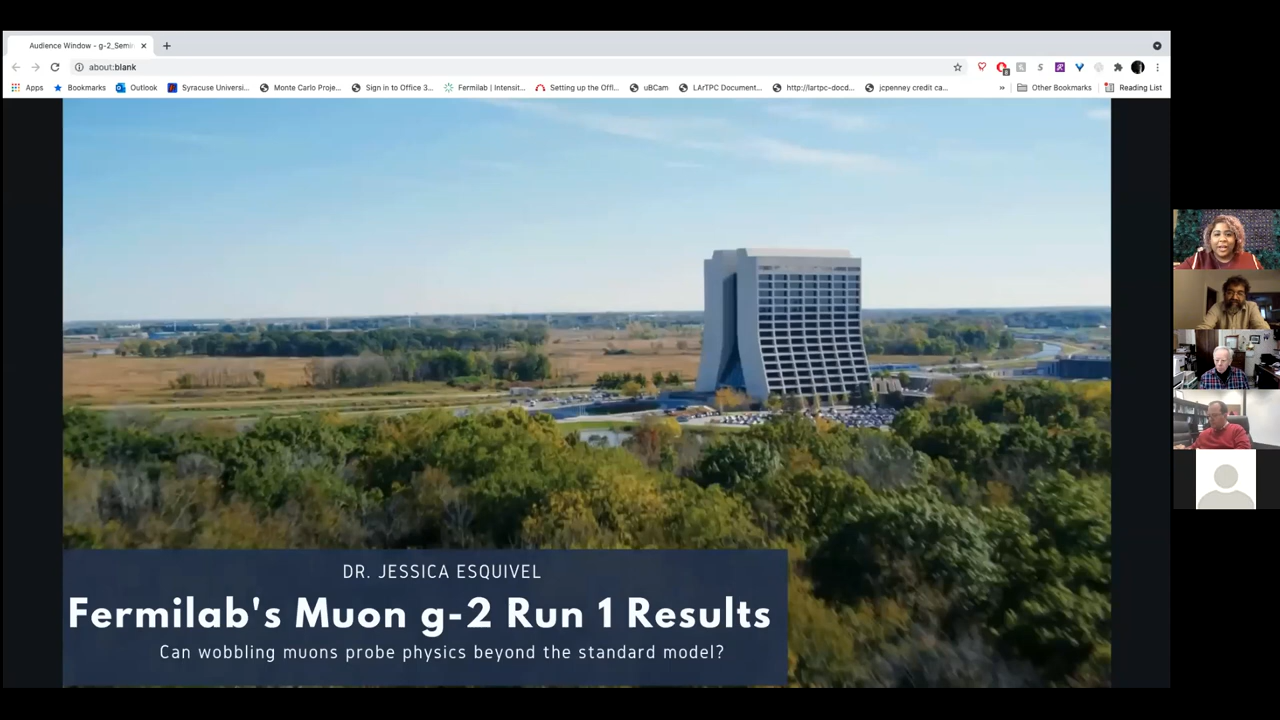 Audience Window - g-2_Semi
about:blank
Apps Bookmarks Outlook Syracuse Universi... Monte Carlo Proje... Sign in to Office 3... Fermilab | Intensit... Setting up the Offi... uBCam LArTPC Document... http://lartpc-docd... jcpenney credit ca... » Other Bookmarks Reading List
DR. JESSICA ESQUIVEL
Fermilab's Muon g-2 Run 1 Results
Can wobbling muons probe physics beyond the standard model?